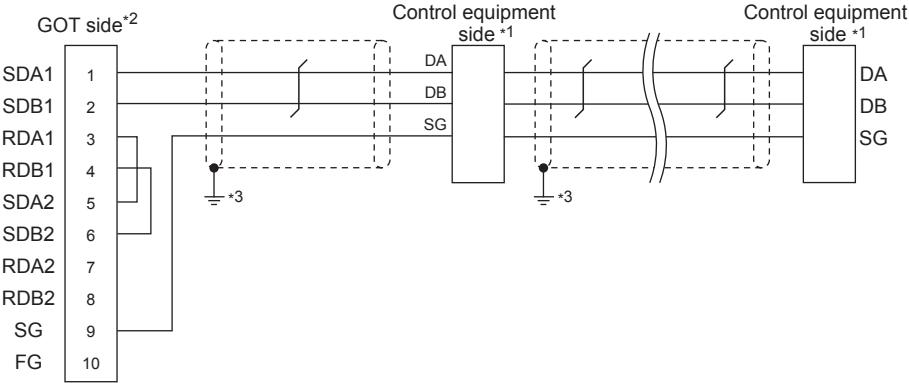 GOT side*2
Control equipment
side *1
Control equipment
side *1
SDA1 1 DA DA
SDB1 2 DB DB
RDA1 3 SG SG
RDB1 4
SDA2 5 *3 *3
SDB2 6
RDA2 7
RDB2 8
SG 9
FG 10